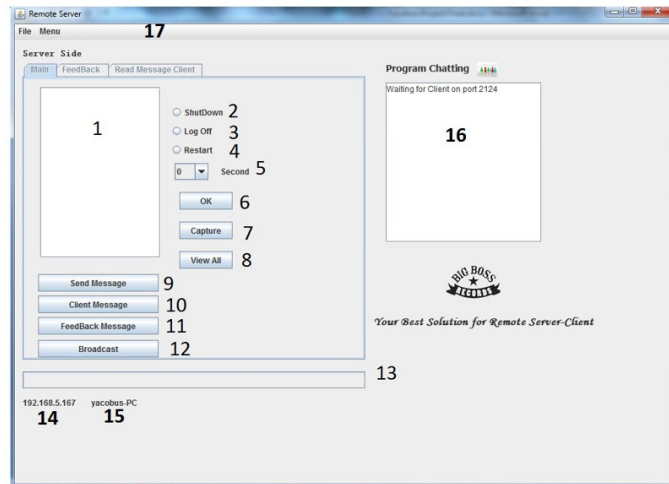 Remote Server
File Menu 17
Server Side
Main FeedBack Read Message Client
Program Chatting
1
ShutDown 2
Log Off 3
Restart 4
0 Second 5
OK 6
Capture 7
View All 8
Send Message 9
Client Message 10
FeedBack Message 11
Broadcast 12
Waiting for Client on port 2124
16
BIG BOSS
RECORDS
Your Best Solution for Remote Server-Client
13
192.168.5.167 yacobus-PC
14 15